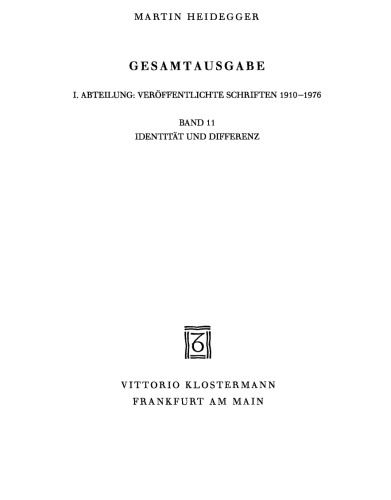 MARTIN HEIDEGGER
GESAMTAUSGABE
I. ABTEILUNG: VERÖFFENTLICHTE SCHRIFTEN 1910–1976
BAND 11
IDENTITÄT UND DIFFERENZ
VITTORIO KLOSTERMANN
FRANKFURT AM MAIN